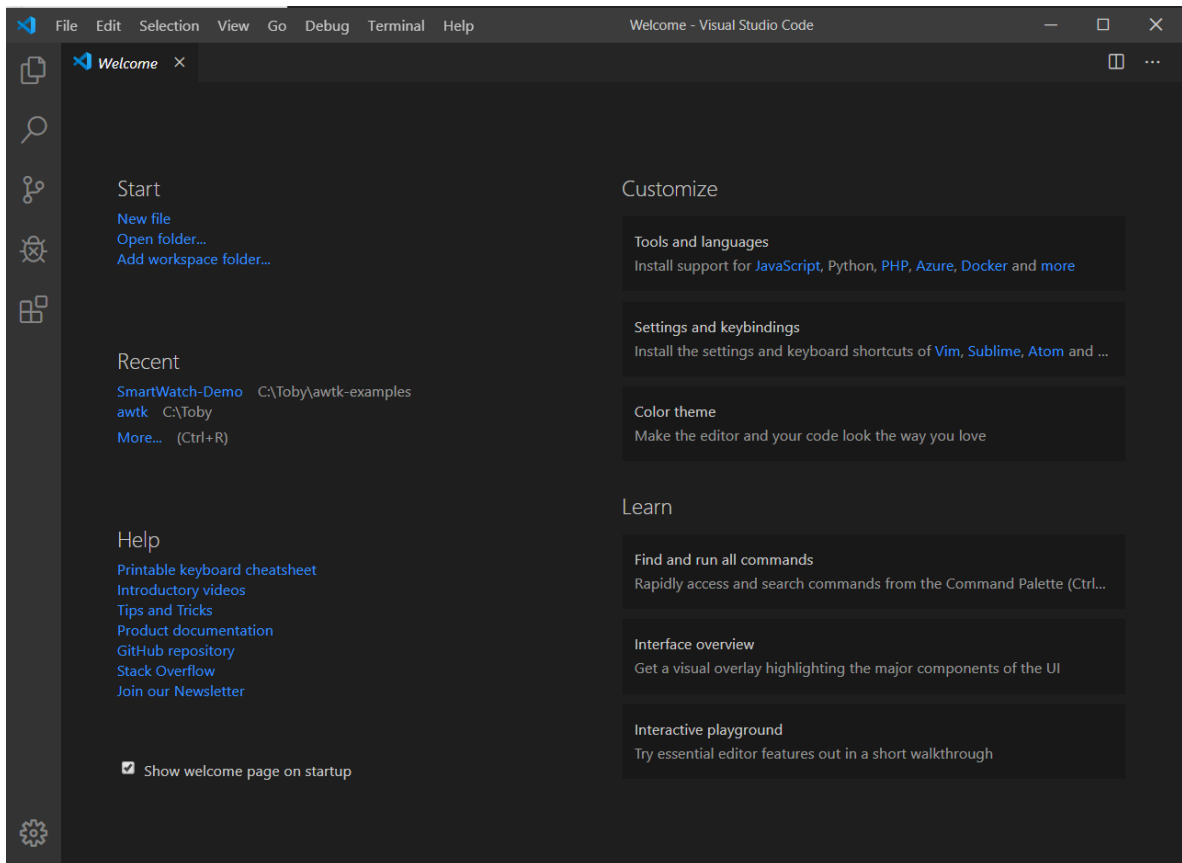 File Edit Selection View Go Debug Terminal Help Welcome - Visual Studio Code
Welcome
Start
New file
Open folder...
Add workspace folder...
Recent
SmartWatch-Demo C:\Toby\awtk-examples
awtk C:\Toby
More... (Ctrl+R)
Help
Printable keyboard cheatsheet
Introductory videos
Tips and Tricks
Product documentation
GitHub repository
Stack Overflow
Join our Newsletter
Show welcome page on startup
Customize
Tools and languages
Install support for JavaScript, Python, PHP, Azure, Docker and more
Settings and keybindings
Install the settings and keyboard shortcuts of Vim, Sublime, Atom and ...
Color theme
Make the editor and your code look the way you love
Learn
Find and run all commands
Rapidly access and search commands from the Command Palette (Ctrl...
Interface overview
Get a visual overlay highlighting the major components of the UI
Interactive playground
Try essential editor features out in a short walkthrough